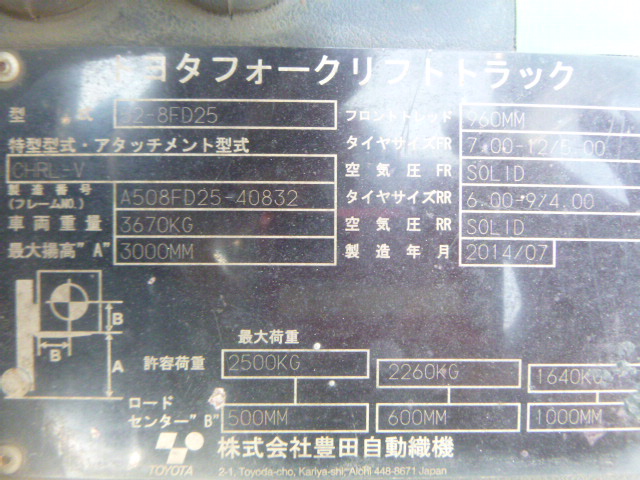 トヨタフォークリフトトラック
型 式 52-8FD25 フロントトレッド 960MM
特型型式・アタッチメント型式 タイヤサイズFR 7.00-12/5.00
CHRL-V 空気圧FR SOLID
製造番号
(フレームNO.) A508FD25-40832 タイヤサイズRR 6.00-9/4.00
車両重量 3670KG 空気圧RR SOLID
最大揚高"A" 3000MM 製造年月 2014/07
B
B A
最大荷重
許容荷重 2500KG 2260KG 1640KG
ロード
センター"B" 500MM 600MM 1000MM
TOYOTA 株式会社豊田自動織機
2-1, Toyoda-cho, Kariya-shi, Aichi 448-8671 Japan